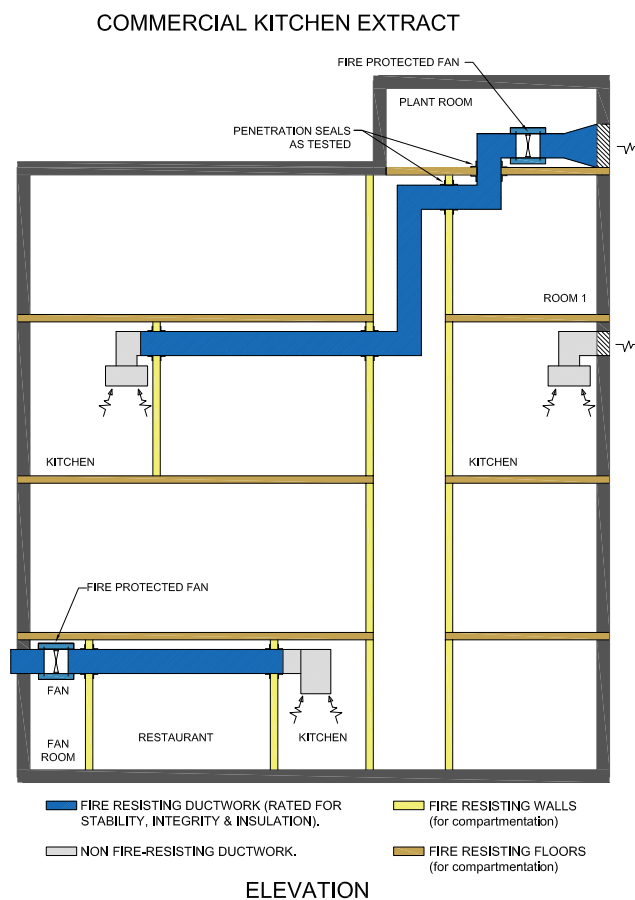 COMMERCIAL KITCHEN EXTRACT
FIRE PROTECTED FAN
PLANT ROOM
PENETRATION SEALS
AS TESTED
ROOM 1
KITCHEN
KITCHEN
FIRE PROTECTED FAN
FAN
RESTAURANT
KITCHEN
FAN
ROOM
FIRE RESISTING DUCTWORK (RATED FOR
STABILITY, INTEGRITY & INSULATION).
FIRE RESISTING WALLS
(for compartmentation)
NON FIRE-RESISTING DUCTWORK.
FIRE RESISTING FLOORS
(for compartmentation)
ELEVATION